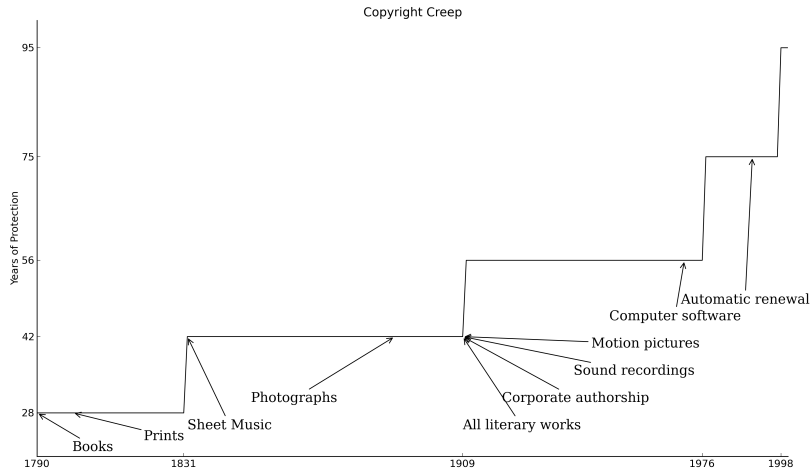 Copyright Creep
Years of Protection
95
75
56
42
28
Automatic renewal
Computer software
Motion pictures
Sound recordings
Photographs
Corporate authorship
Sheet Music
All literary works
Prints
Books
1790
1831
1909
1976
1998